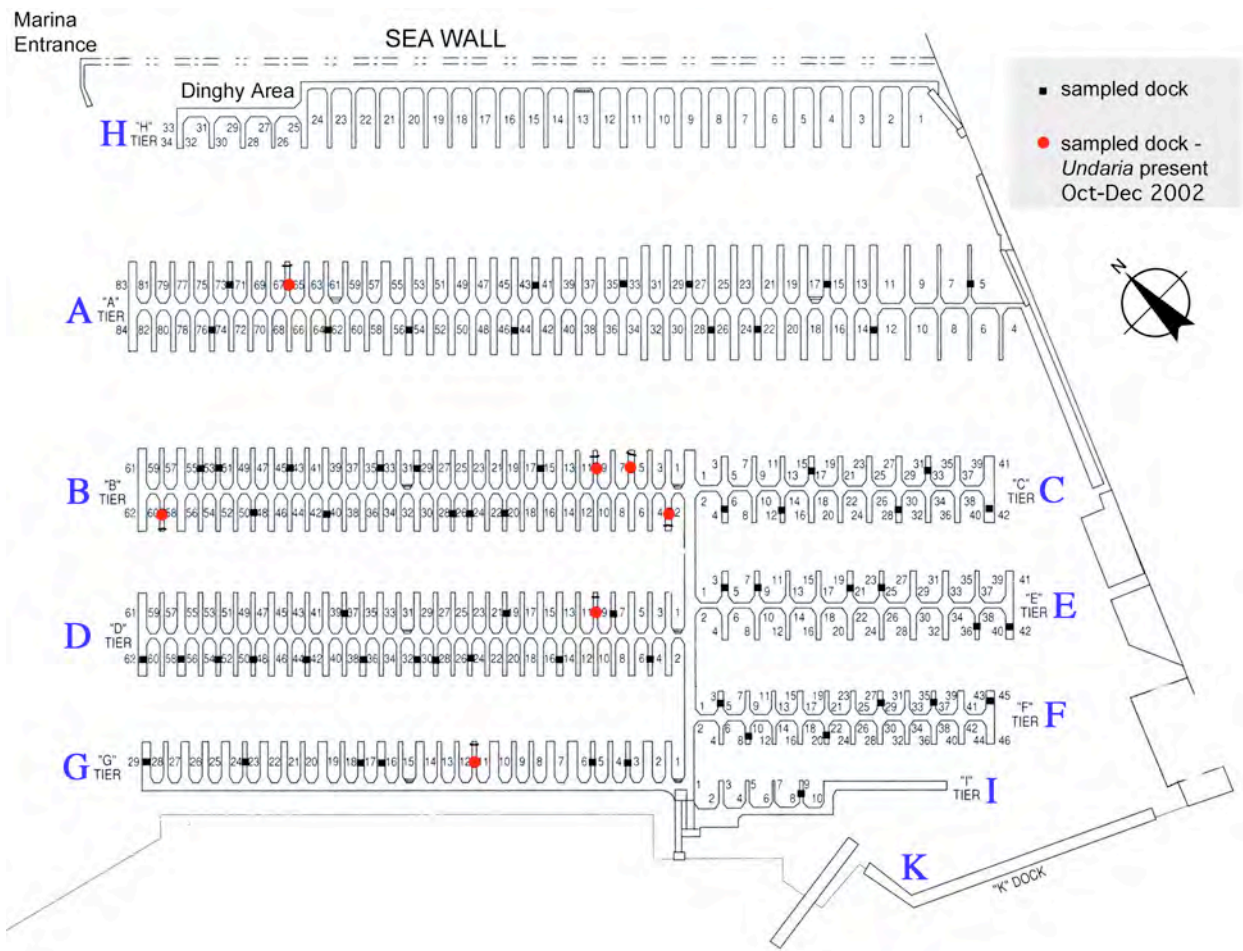 Marina
Entrance
SEA WALL
Dinghy Area
sampled dock
sampled dock -
Undaria present
Oct-Dec 2002
N
H
"H"
TIER
33 31 29 27 25 24 23 22 21 20 19 18 17 16 15 14 13 12 11 10 9 8 7 6 5 4 3 2 1
34 32 30 28 26
83 81 79 77 75 73 71 69 67 65 63 61 59 57 55 53 51 49 47 45 43 41 39 37 35 33 31 29 27 25 23 21 19 17 15 13 11 9 7 5
A
"A"
TIER
84 82 80 78 76 74 72 70 68 66 64 62 60 58 56 54 52 50 48 46 44 42 40 38 36 34 32 30 28 26 24 22 20 18 16 14 12 10 8 6 4
61 59 57 55 53 51 49 47 45 43 41 39 37 35 33 31 29 27 25 23 21 19 17 15 13 11 9 7 5 3 1
B
"B"
TIER
62 60 58 56 54 52 50 48 46 44 42 40 38 36 34 32 30 28 26 24 22 20 18 16 14 12 10 8 6 4 2
1 3 5 7 9 11 13 15 17 19 21 23 25 27 29 31 33 35 37 39 41
"C"
TIER
C
2 4 6 8 10 12 14 16 18 20 22 24 26 28 30 32 34 36 38 40 42
61 59 57 55 53 51 49 47 45 43 41 39 37 35 33 31 29 27 25 23 21 19 17 15 13 11 9 7 5 3 1
D
"D"
TIER
62 60 58 56 54 52 50 48 46 44 42 40 38 36 34 32 30 28 26 24 22 20 18 16 14 12 10 8 6 4 2
1 3 5 7 9 11 13 15 17 19 21 23 25 27 29 31 33 35 37 39 41
"E"
TIER
E
2 4 6 8 10 12 14 16 18 20 22 24 26 28 30 32 34 36 38 40 42
1 3 5 7 9 11 13 15 17 19 21 23 25 27 29 31 33 35 37 39 41 43 45
"F"
TIER
F
2 4 6 8 10 12 14 16 18 20 22 24 26 28 30 32 34 36 38 40 42 44 46
G
"G"
TIER
29 28 27 26 25 24 23 22 21 20 19 18 17 16 15 14 13 12 11 10 9 8 7 6 5 4 3 2 1
1 3 5 7 9
2 4 6 8 10
"I"
TIER
I
K
"K" DOCK